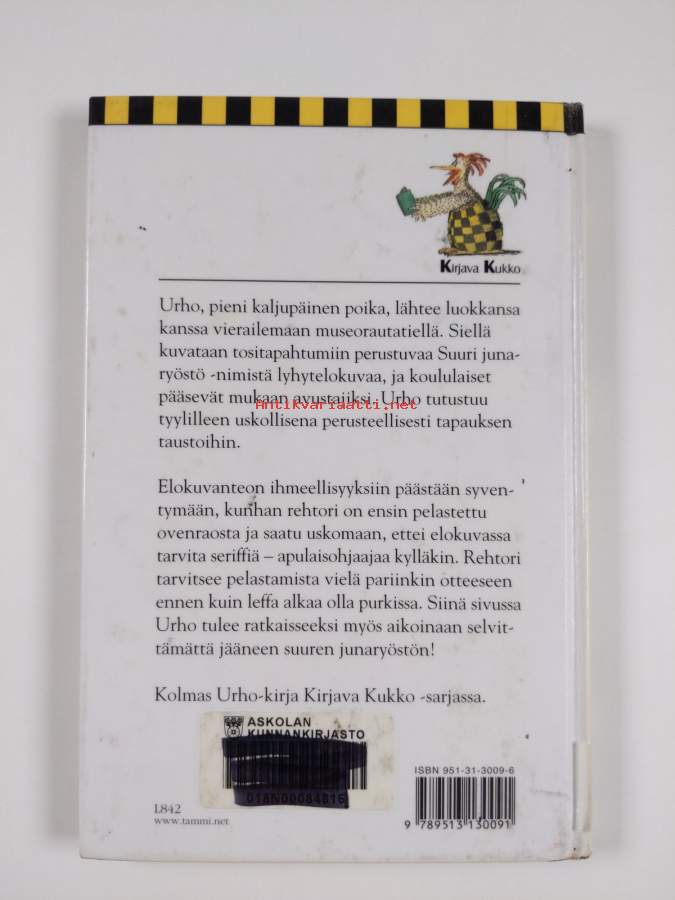 Kirjava Kukko
Urho, pieni kaljupäinen poika, lähtee luokkansa
kanssa vierailemaan museorautatiellä. Siellä
kuvataan tositapahtumiin perustuvaa Suuri juna-
ryöstö -nimistä lyhytelokuvaa, ja koululaiset
pääsevät mukaan avustajiksi. Urho tutustuu
Antikvariaatti.net
tyylilleen uskollisena perusteellisesti tapauksen
taustoihin.
Elokuvanteon ihmeellisyyksiin päästään syven-
tymään, kunhan rehtori on ensin pelastettu
ovenraosta ja saatu uskomaan, ettei elokuvassa
tarvita seriffiä – apulaisohjaajaa kylläkin. Rehtori
tarvitsee pelastamista vielä pariinkin otteeseen
ennen kuin leffa alkaa olla purkissa. Siinä sivussa
Urho tulee ratkaisseeksi myös aikoinaan selvit-
tämättä jääneen suuren junaryöstön!
Kolmas Urho-kirja Kirjava Kukko -sarjassa.
ASKOLAN
KUNNANKIRJASTO
ISBN 951-31-3009-6
L842
www.tammi.net
9 789513 130091